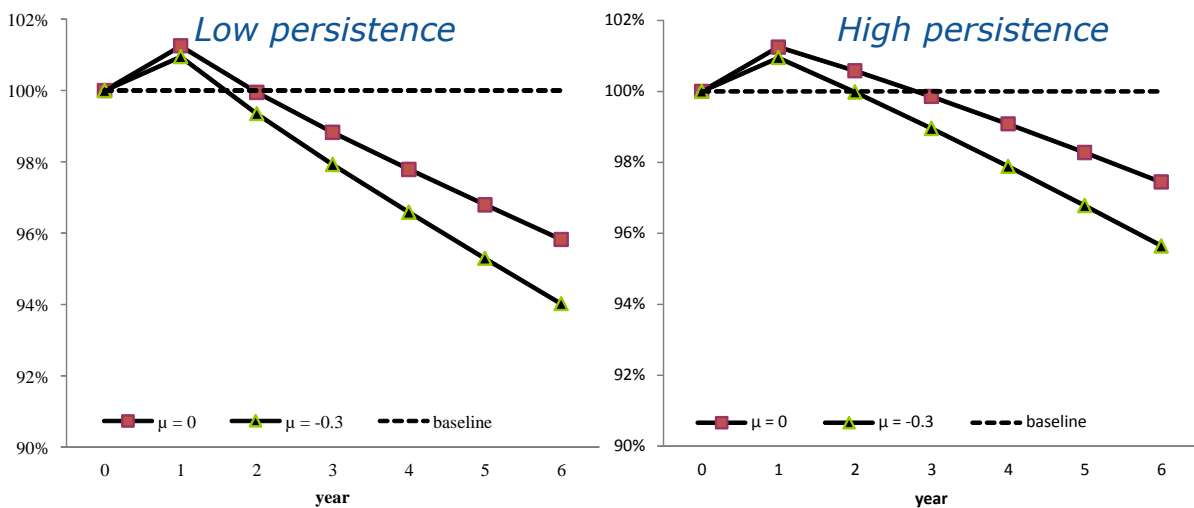 Low persistence
102%
100%
98%
96%
94%
92%
90%
μ = 0 μ = -0.3 baseline
0 1 2 3 4 5 6
year
High persistence
102%
100%
98%
96%
94%
92%
90%
μ = 0 μ = -0.3 baseline
0 1 2 3 4 5 6
year